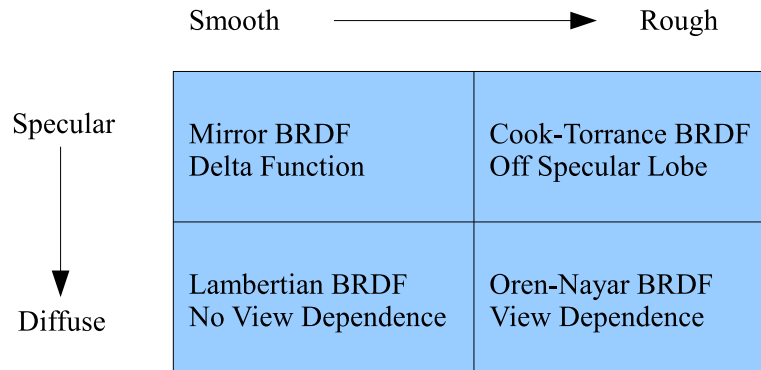 Smooth
Rough
Specular
Mirror BRDF
Delta Function
Cook-Torrance BRDF
Off Specular Lobe
Diffuse
Lambertian BRDF
No View Dependence
Oren-Nayar BRDF
View Dependence